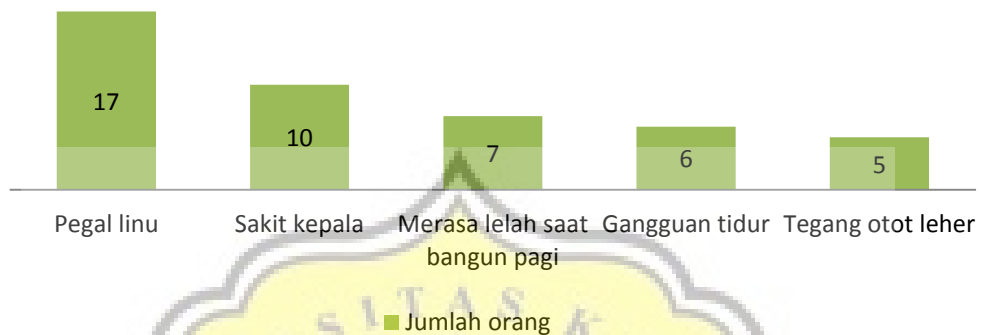 17
10
7
6
5
Pegal linu
Sakit kepala
Merasa lelah saat
bangun pagi
Gangguan tidur
Tegang otot leher
S I T A S K
Jumlah orang